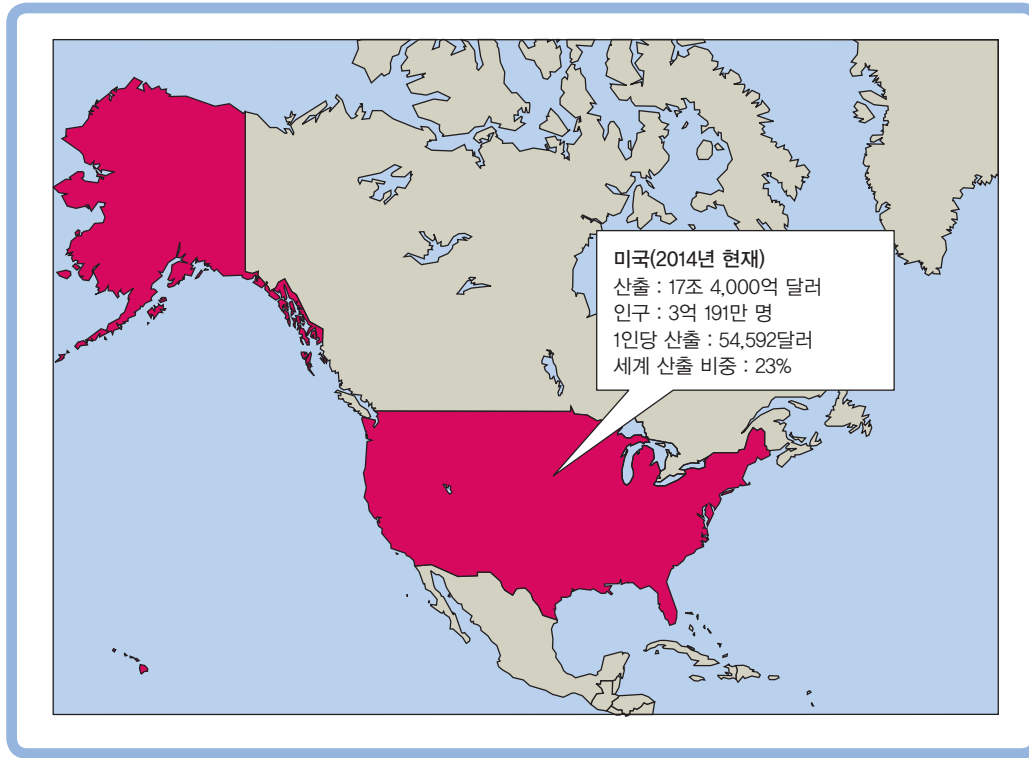 미국(2014년 현재)
산출 : 17조 4,000억 달러
인구 : 3억 191만 명
1인당 산출 : 54,592달러
세계 산출 비중 : 23%